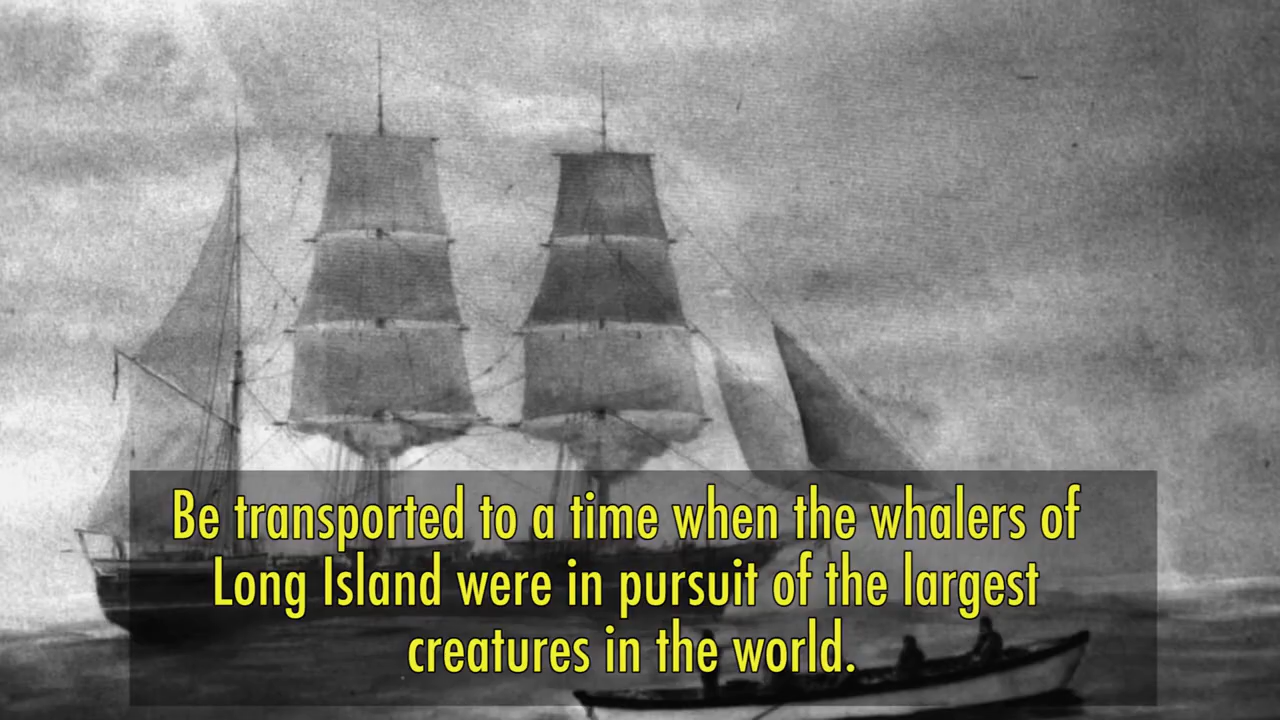 Be transported to a time when the whalers of
Long Island were in pursuit of the largest
creatures in the world.